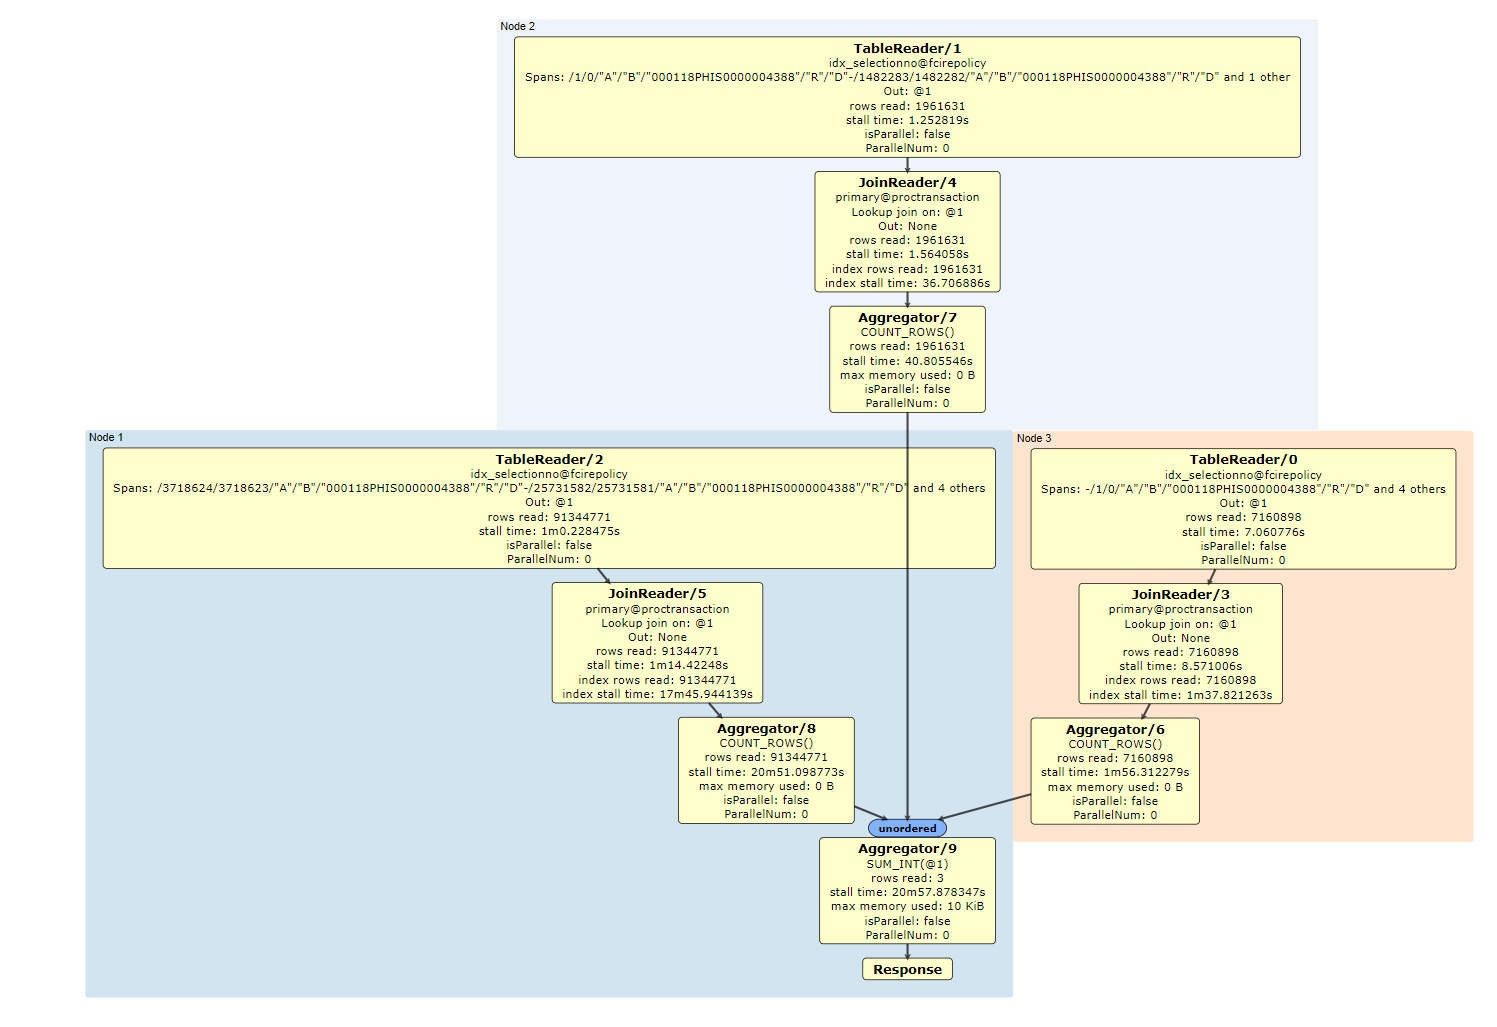 Node 2
TableReader/1
idx_selectionno@fcirepolicy
Spans: /1/0/"A"/"B"/"000118PHIS0000004388"/"R"/"D"-/1482283/1482282/"A"/"B"/"000118PHIS0000004388"/"R"/"D" and 1 other
Out: @1
rows read: 1961631
stall time: 1.252819s
isParallel: false
ParallelNum: 0
JoinReader/4
primary@proctransaction
Lookup join on: @1
Out: None
rows read: 1961631
stall time: 1.564058s
index rows read: 1961631
index stall time: 36.706886s
Aggregator/7
COUNT_ROWS()
rows read: 1961631
stall time: 40.805546s
max memory used: 0 B
isParallel: false
ParallelNum: 0
Node 1
TableReader/2
idx_selectionno@fcirepolicy
Spans: /3718624/3718623/"A"/"B"/"000118PHIS0000004388"/"R"/"D"-/25731582/25731581/"A"/"B"/"000118PHIS0000004388"/"R"/"D" and 4 others
Out: @1
rows read: 91344771
stall time: 1m0.228475s
isParallel: false
ParallelNum: 0
JoinReader/5
primary@proctransaction
Lookup join on: @1
Out: None
rows read: 91344771
stall time: 1m14.42248s
index rows read: 91344771
index stall time: 17m45.944139s
Aggregator/8
COUNT_ROWS()
rows read: 91344771
stall time: 20m51.098773s
max memory used: 0 B
isParallel: false
ParallelNum: 0
Node 3
TableReader/0
idx_selectionno@fcirepolicy
Spans: -/1/0/"A"/"B"/"000118PHIS0000004388"/"R"/"D" and 4 others
Out: @1
rows read: 7160898
stall time: 7.060776s
isParallel: false
ParallelNum: 0
JoinReader/3
primary@proctransaction
Lookup join on: @1
Out: None
rows read: 7160898
stall time: 8.571006s
index rows read: 7160898
index stall time: 1m37.821263s
Aggregator/6
COUNT_ROWS()
rows read: 7160898
stall time: 1m56.312279s
max memory used: 0 B
isParallel: false
ParallelNum: 0
unordered
Aggregator/9
SUM_INT(@1)
rows read: 3
stall time: 20m57.878347s
max memory used: 10 KiB
isParallel: false
ParallelNum: 0
Response